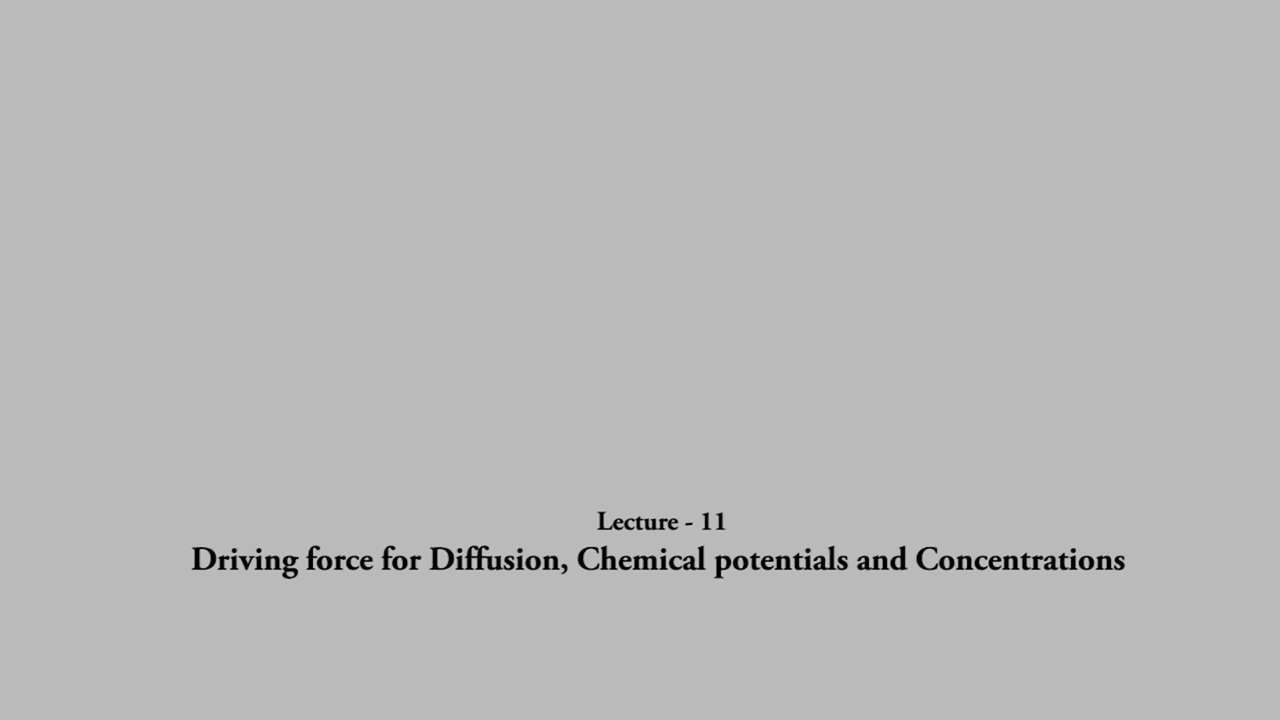 Lecture - 11
Driving force for Diffusion, Chemical potentials and Concentrations